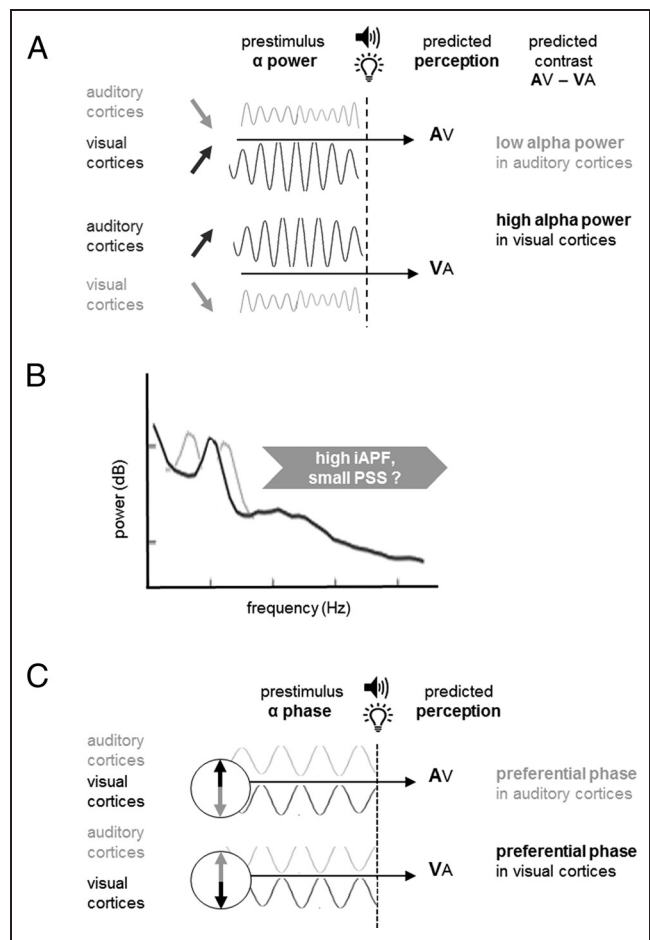 A
prestimulus
α power
predicted
perception
predicted
contrast
AV – VA
auditory
cortices
visual
cortices
AV
low alpha power
in auditory cortices
auditory
cortices
high alpha power
in visual cortices
VA
visual
cortices
B
power (dB)
high iAPF,
small PSS ?
frequency (Hz)
C
prestimulus
α phase
predicted
perception
auditory
cortices
visual
cortices
AV
preferential phase
in auditory cortices
auditory
cortices
visual
cortices
VA
preferential phase
in visual cortices